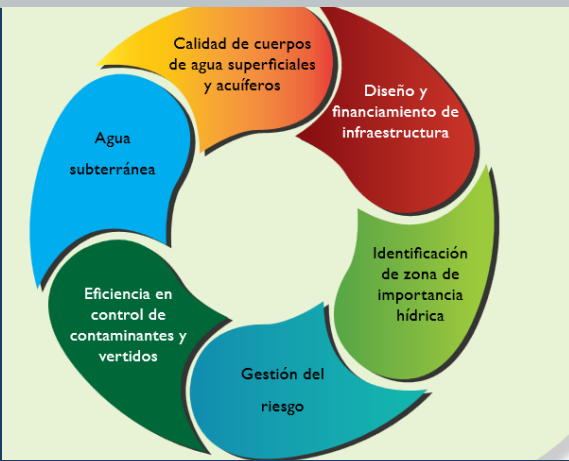 Calidad de cuerpos
de agua superficiales
y acuíferos
Diseño y
financiamiento de
infraestructura
Identificación
de zona de
importancia
hídrica
Gestión del
riesgo
Eficiencia en
control de
contaminantes y
vertidos
Agua
subterránea